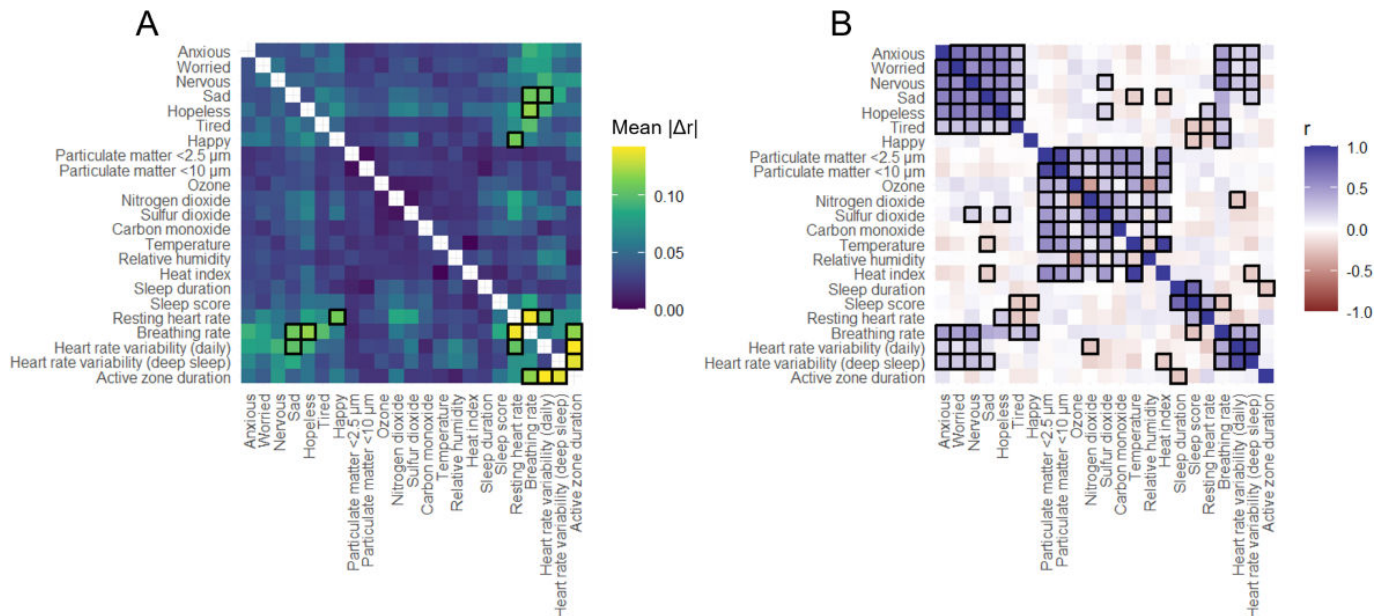 A
Anxious
Worried
Nervous
Sad
Hopeless
Tired
Happy
Particulate matter <2.5 µm
Particulate matter <10 µm
Ozone
Nitrogen dioxide
Sulfur dioxide
Carbon monoxide
Temperature
Relative humidity
Heat index
Sleep duration
Sleep score
Resting heart rate
Breathing rate
Heart rate variability (daily)
Heart rate variability (deep sleep)
Active zone duration
Anxious
Worried
Nervous
Sad
Hopeless
Tired
Happy
Particulate matter <2.5 µm
Particulate matter <10 µm
Ozone
Nitrogen dioxide
Sulfur dioxide
Carbon monoxide
Temperature
Relative humidity
Heat index
Sleep duration
Sleep score
Resting heart rate
Breathing rate
Heart rate variability (daily)
Heart rate variability (deep sleep)
Active zone duration
Mean |Δr|
0.10
0.05
0.00
B
Anxious
Worried
Nervous
Sad
Hopeless
Tired
Happy
Particulate matter <2.5 µm
Particulate matter <10 µm
Ozone
Nitrogen dioxide
Sulfur dioxide
Carbon monoxide
Temperature
Relative humidity
Heat index
Sleep duration
Sleep score
Resting heart rate
Breathing rate
Heart rate variability (daily)
Heart rate variability (deep sleep)
Active zone duration
Anxious
Worried
Nervous
Sad
Hopeless
Tired
Happy
Particulate matter <2.5 µm
Particulate matter <10 µm
Ozone
Nitrogen dioxide
Sulfur dioxide
Carbon monoxide
Temperature
Relative humidity
Heat index
Sleep duration
Sleep score
Resting heart rate
Breathing rate
Heart rate variability (daily)
Heart rate variability (deep sleep)
Active zone duration
r
1.0
0.5
0.0
-0.5
-1.0